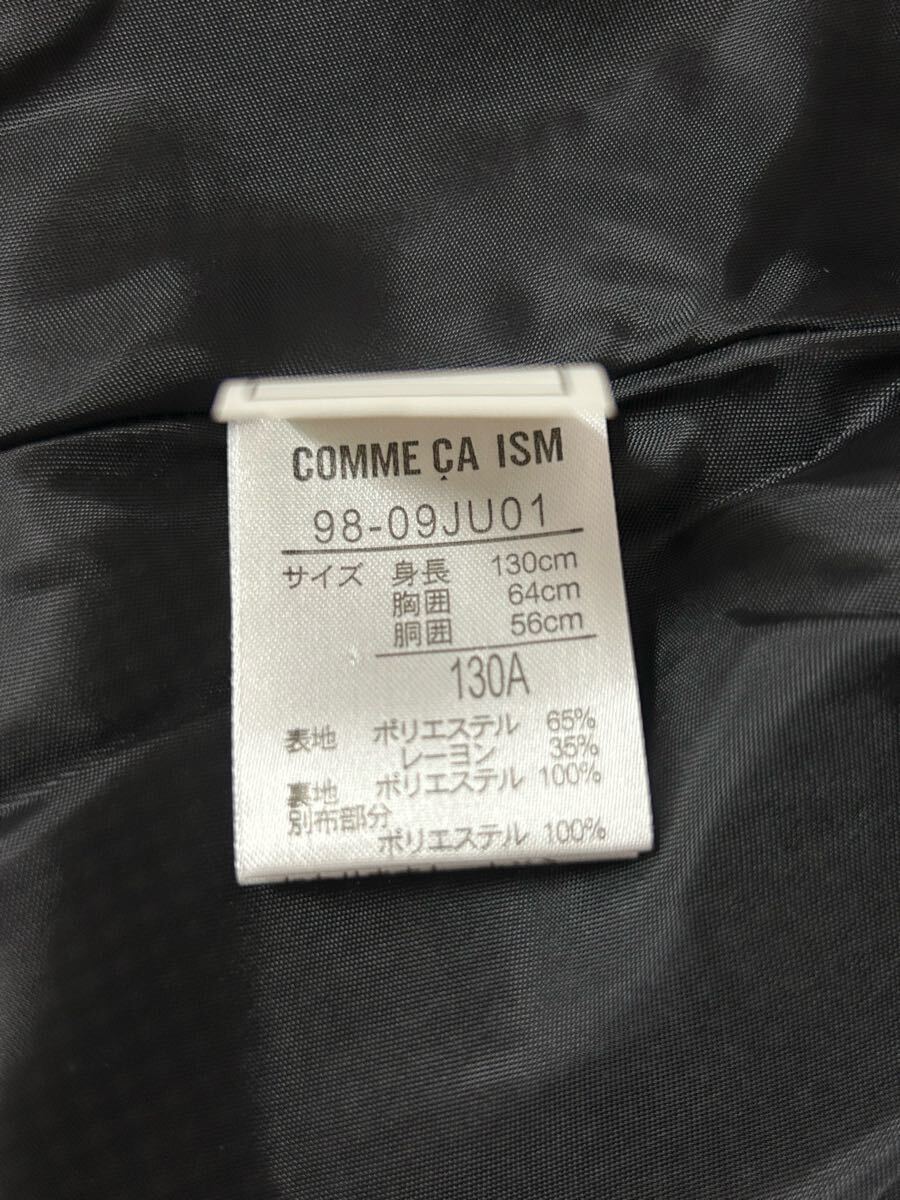 COMME ÇA ISM
98-09JU01
サイズ 身長 130cm
胸囲 64cm
胴囲 56cm
130A
表地 ポリエステル 65%
レーヨン 35%
裏地 ポリエステル 100%
別布部分
ポリエステル 100%